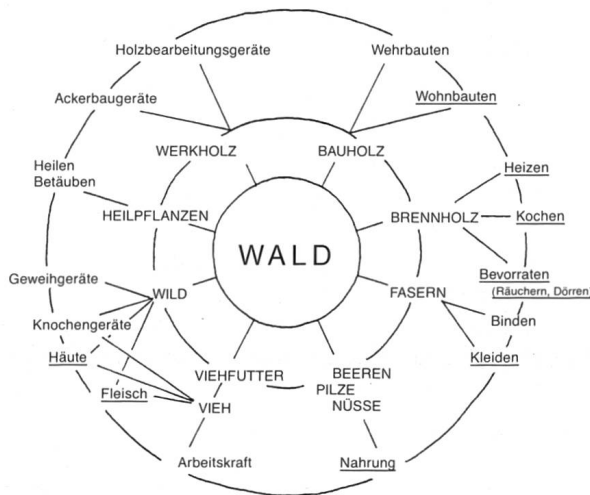 Holzbearbeitungsgeräte
Wehrbauten
Ackerbaugeräte
Wohnbauten
WERKHOLZ
BAUHOLZ
Heilen
Betäuben
Heizen
HEILPFLANZEN
BRENNHOLZ
Kochen
WALD
Geweihgeräte
WILD
FASERN
Bevorraten
(Räuchern, Dörren)
Knochengeräte
Binden
Häute
Kleiden
VIEHFUTTER
BEEREN
PILZE
NÜSSE
Fleisch
VIEH
Arbeitskraft
Nahrung